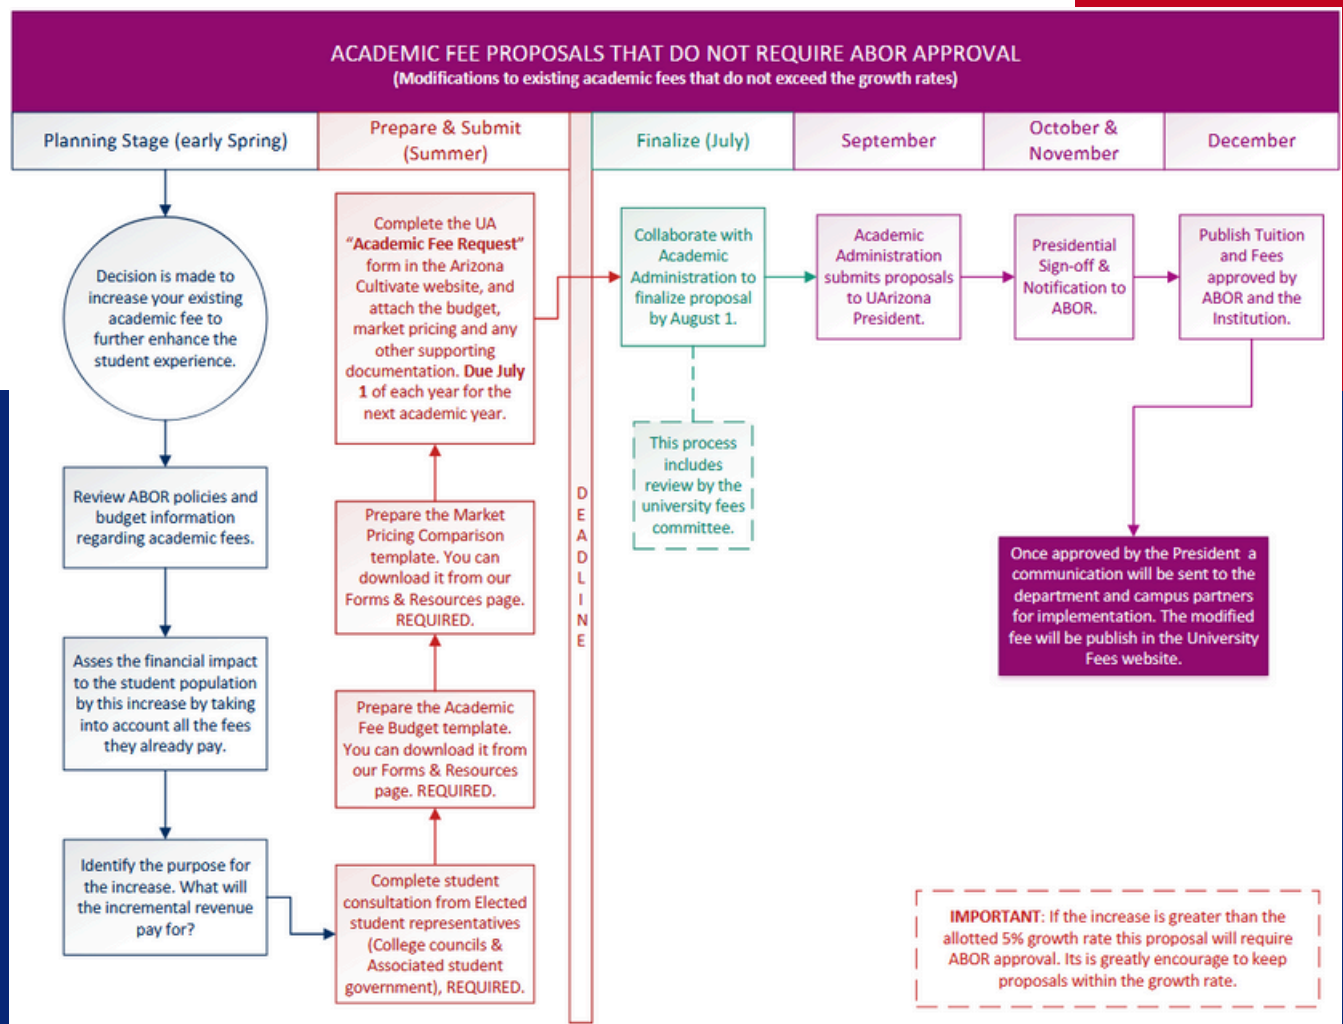 ACADEMIC FEE PROPOSALS THAT DO NOT REQUIRE ABOR APPROVAL
(Modifications to existing academic fees that do not exceed the growth rates)
Planning Stage (early Spring)
Prepare & Submit
(Summer)
Finalize (July)
September
October &
November
December
Decision is made to
increase your existing
academic fee to
further enhance the
student experience.
Review ABOR policies and
budget information
regarding academic fees.
Asses the financial impact
to the student population
by this increase by taking
into account all the fees
they already pay.
Identify the purpose for
the increase. What will
the incremental revenue
pay for?
Complete student
consultation from Elected
student representatives
(College councils &
Associated student
government), REQUIRED.
Prepare the Academic
Fee Budget template.
You can download it from
our Forms & Resources
page. REQUIRED.
Prepare the Market
Pricing Comparison
template. You can
download it from our
Forms & Resources page.
REQUIRED.
Complete the UA
“Academic Fee Request”
form in the Arizona
Cultivate website, and
attach the budget,
market pricing and any
other supporting
documentation. Due July
1 of each year for the
next academic year.
DEADLINE
Collaborate with
Academic
Administration to
finalize proposal
by August 1.
This process
includes
review by the
university fees
committee.
Academic
Administration
submits proposals
to UArizona
President.
Presidential
Sign-off &
Notification to
ABOR.
Publish Tuition
and Fees
approved by
ABOR and the
Institution.
Once approved by the President a
communication will be sent to the
department and campus partners
for implementation. The modified
fee will be publish in the University
Fees website.
IMPORTANT: If the increase is greater than the
allotted 5% growth rate this proposal will require
ABOR approval. Its is greatly encourage to keep
proposals within the growth rate.